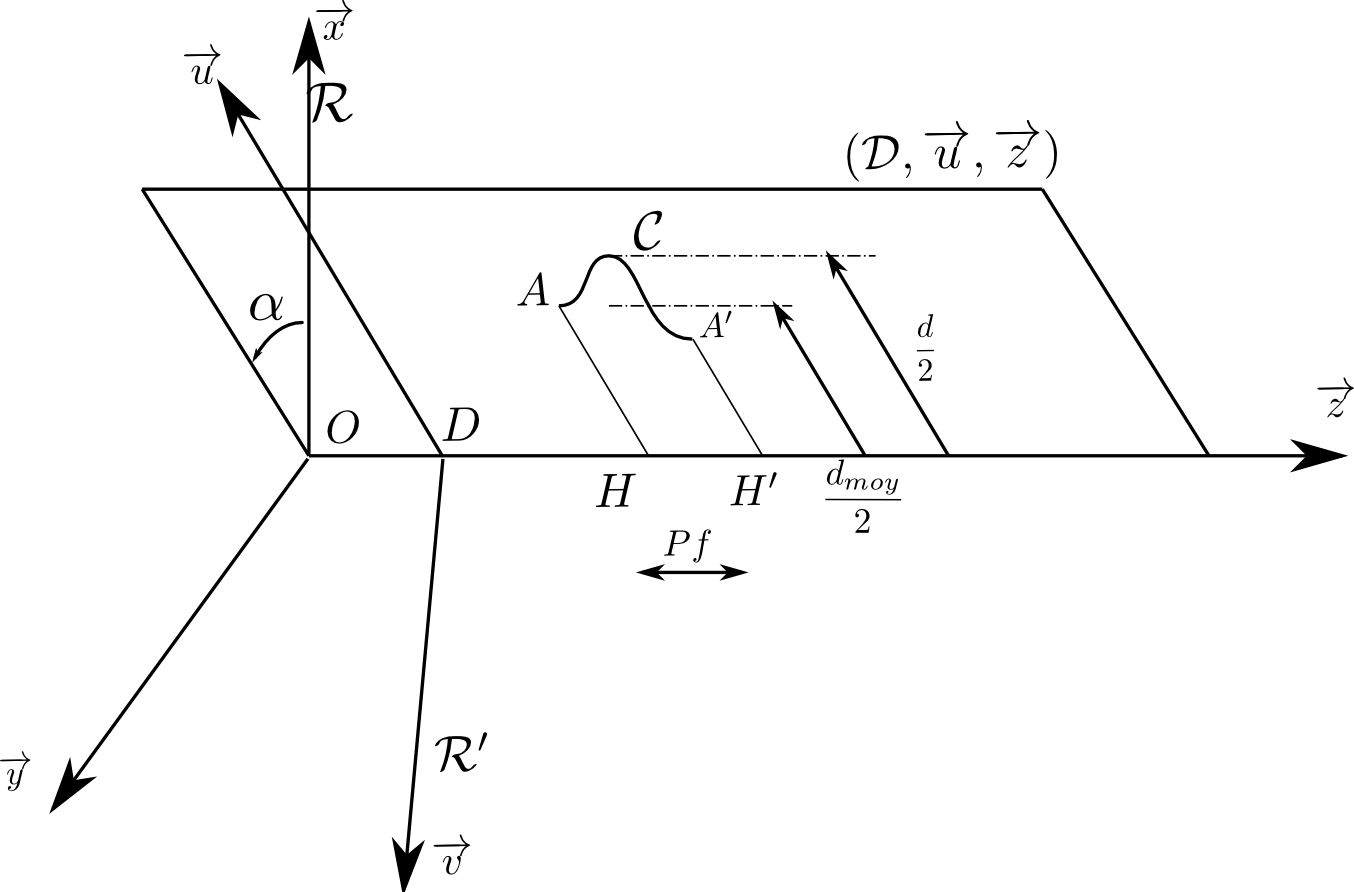 x⃗
u⃗
ℛ
(𝒟, u⃗, z⃗)
𝒞
A
α
A′
d/2
z⃗
O
D
H
H′
d_moy/2
Pf
ℛ′
y⃗
v⃗